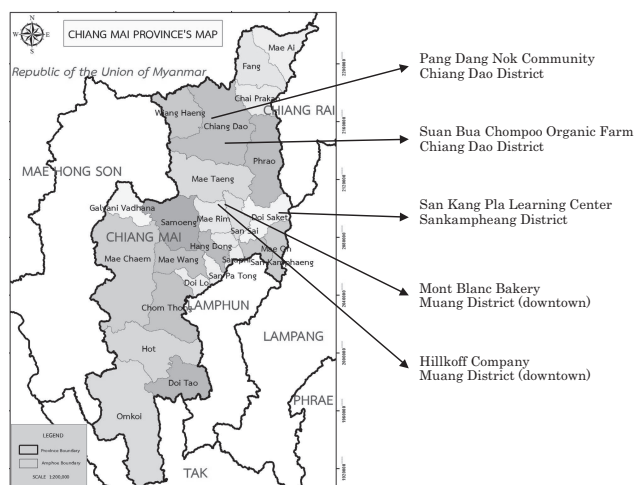 N
W E
S
CHIANG MAI PROVINCE'S MAP
Republic of the Union of Myanmar
Mae Ai
Fang
Chai Praka
CHIANG RAI
Wiang Haeng
Chiang Dao
Phrao
MAE HONG SON
Mae Taeng
Galyani Vadhana
Samoeng
Mae Rim
Doi Saket
San Sai
CHIANG MAI
Hang Dong
Mae On
Mae Chaem
Mae Wang
Saraphi
San Kamphaeng
San Pa Tong
Doi Lo
Chom Thong
AMPHUN
LAMPANG
Hot
Doi Tao
PHRAE
Omkoi
TAK
LEGEND
Province Boundary
Amphoe Boundary
SCALE 1:200,000
Pang Dang Nok Community
Chiang Dao District
Suan Bua Chompoo Organic Farm
Chiang Dao District
San Kang Pla Learning Center
Sankampheang District
Mont Blanc Bakery
Muang District (downtown)
Hillkoff Company
Muang District (downtown)